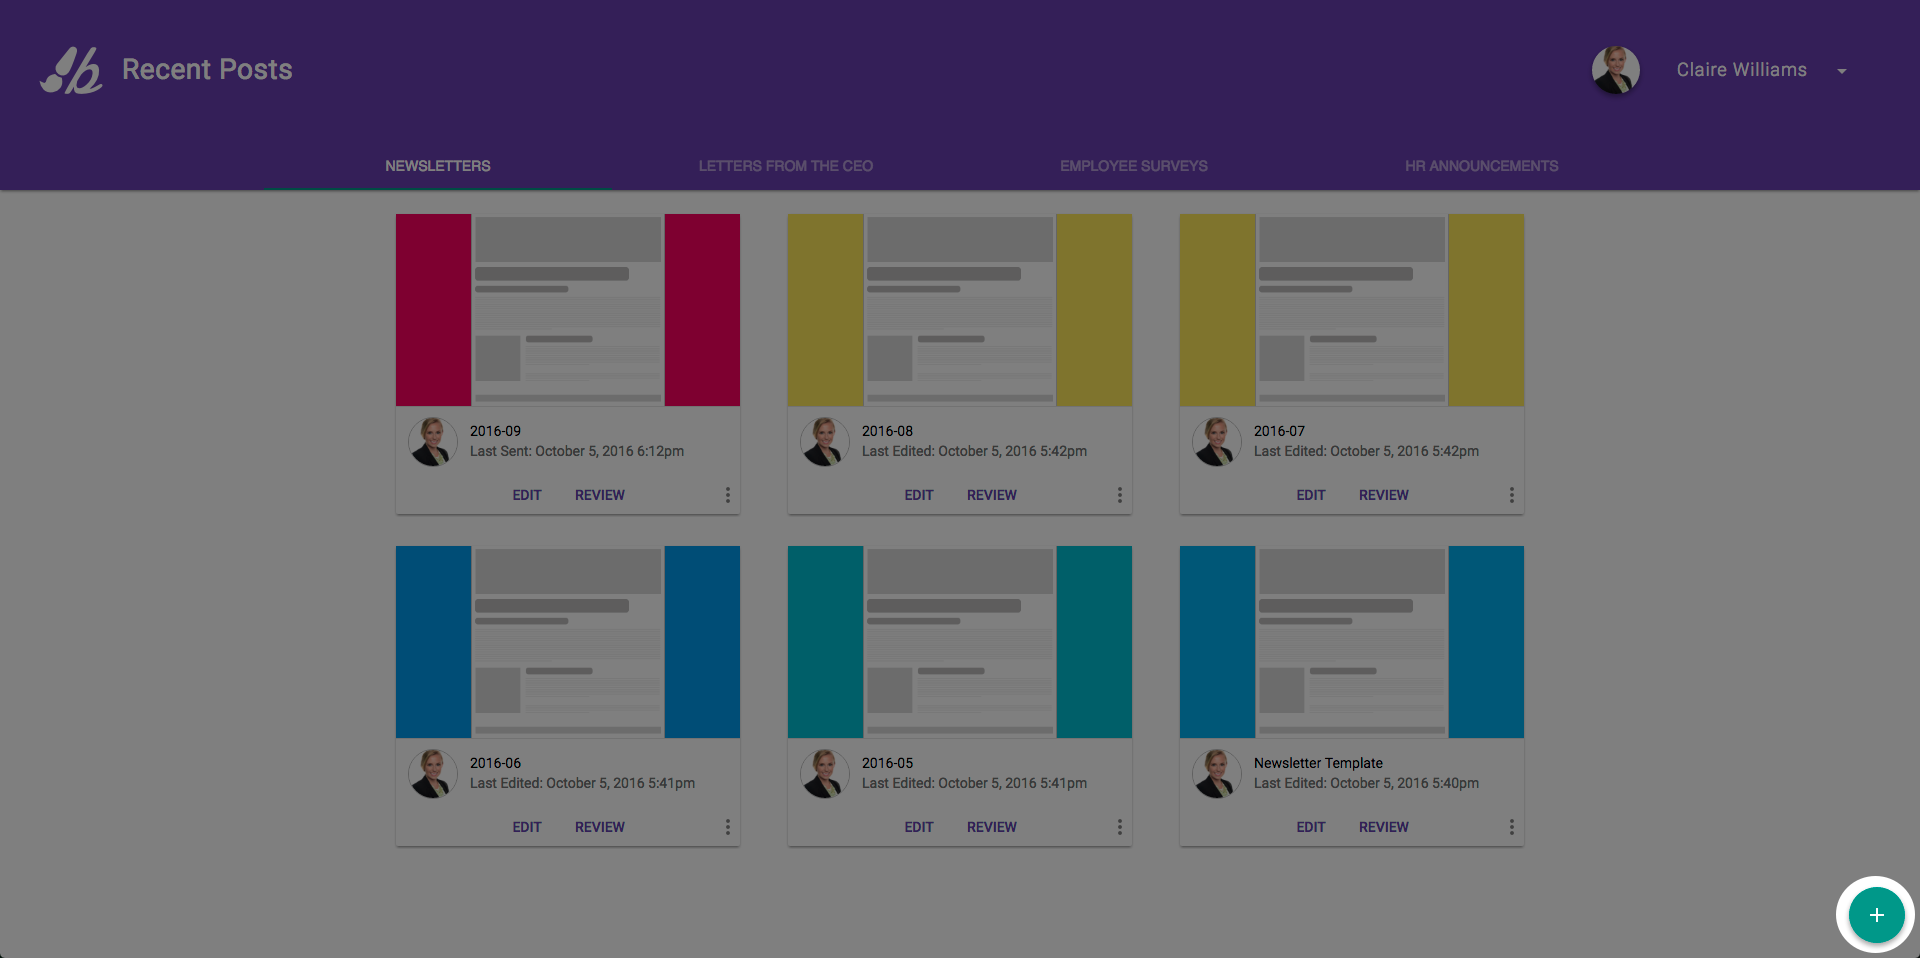 Recent Posts
Claire Williams
NEWSLETTERS
LETTERS FROM THE CEO
EMPLOYEE SURVEYS
HR ANNOUNCEMENTS
2016-09
Last Sent: October 5, 2016 6:12pm
EDIT
REVIEW
2016-08
Last Edited: October 5, 2016 5:42pm
EDIT
REVIEW
2016-07
Last Edited: October 5, 2016 5:42pm
EDIT
REVIEW
2016-06
Last Edited: October 5, 2016 5:41pm
EDIT
REVIEW
2016-05
Last Edited: October 5, 2016 5:41pm
EDIT
REVIEW
Newsletter Template
Last Edited: October 5, 2016 5:40pm
EDIT
REVIEW
+